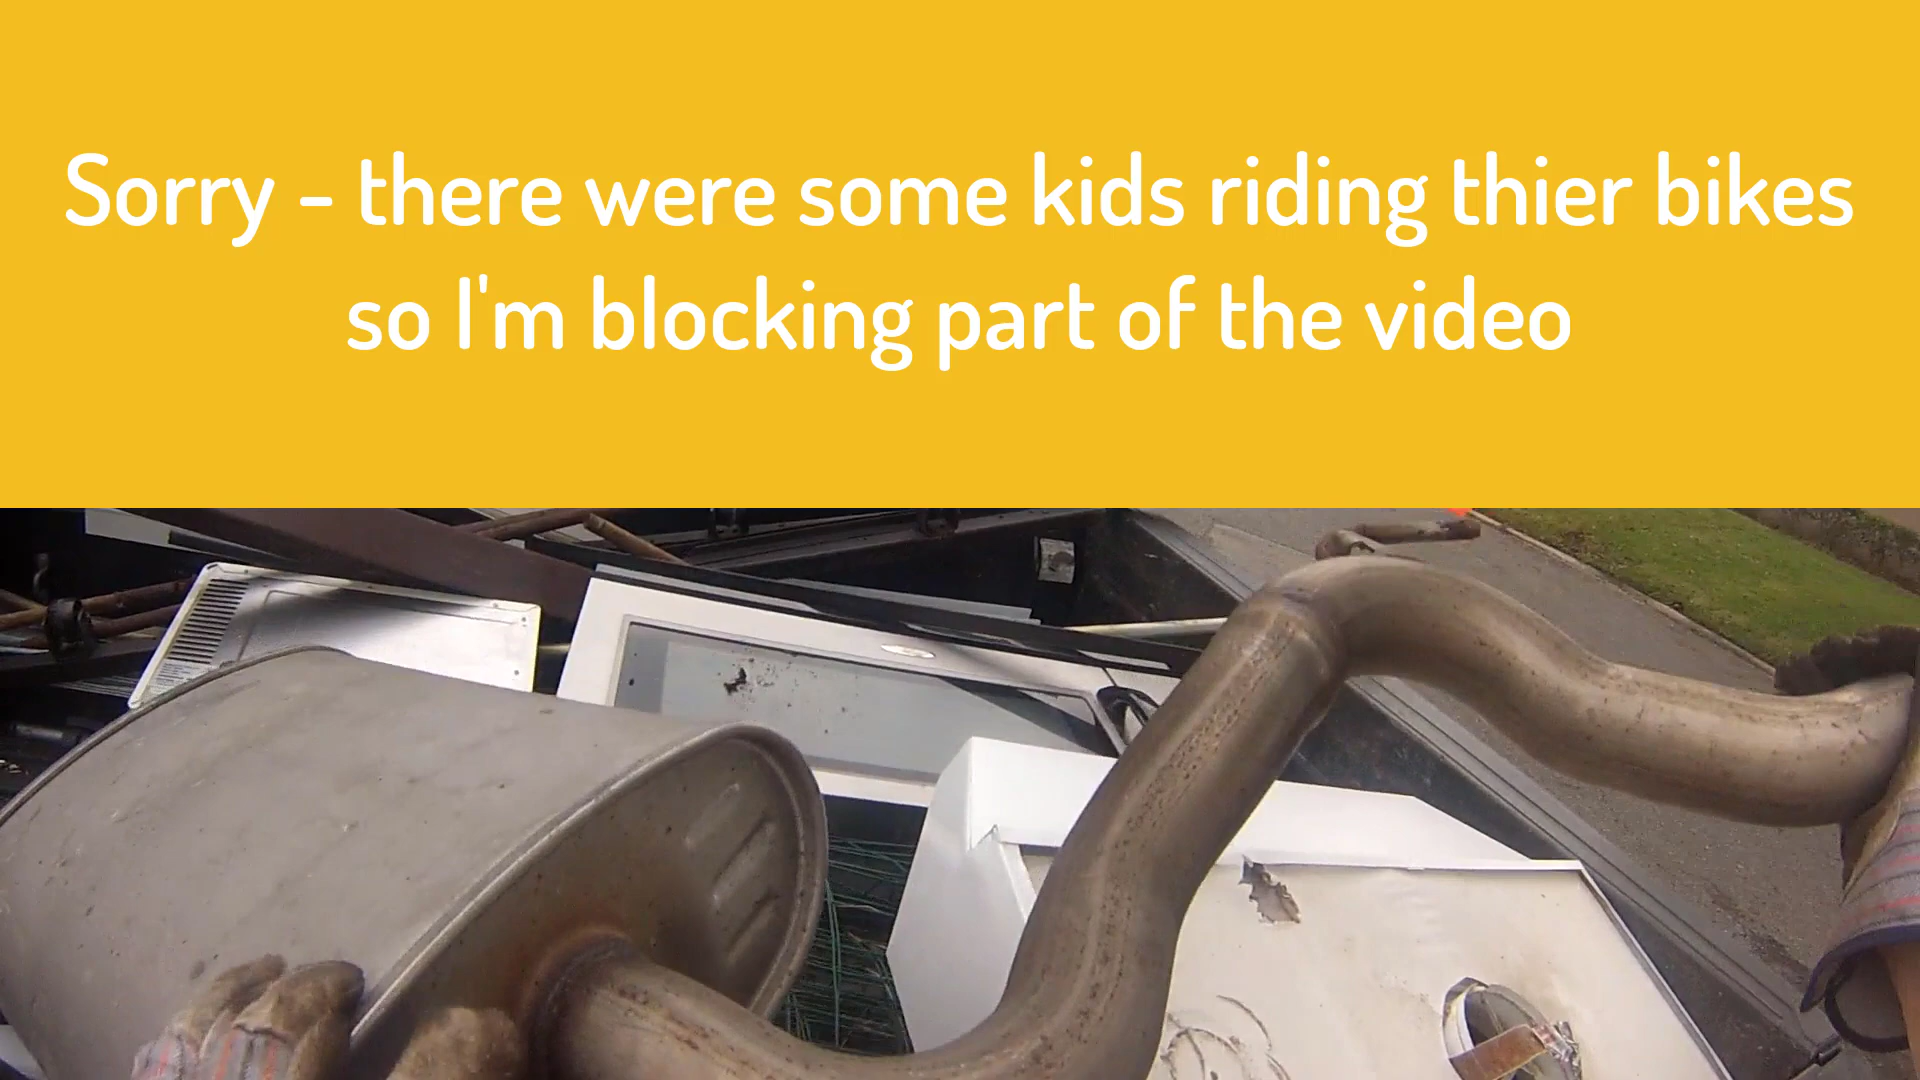 Sorry - there were some kids riding thier bikes
so I'm blocking part of the video